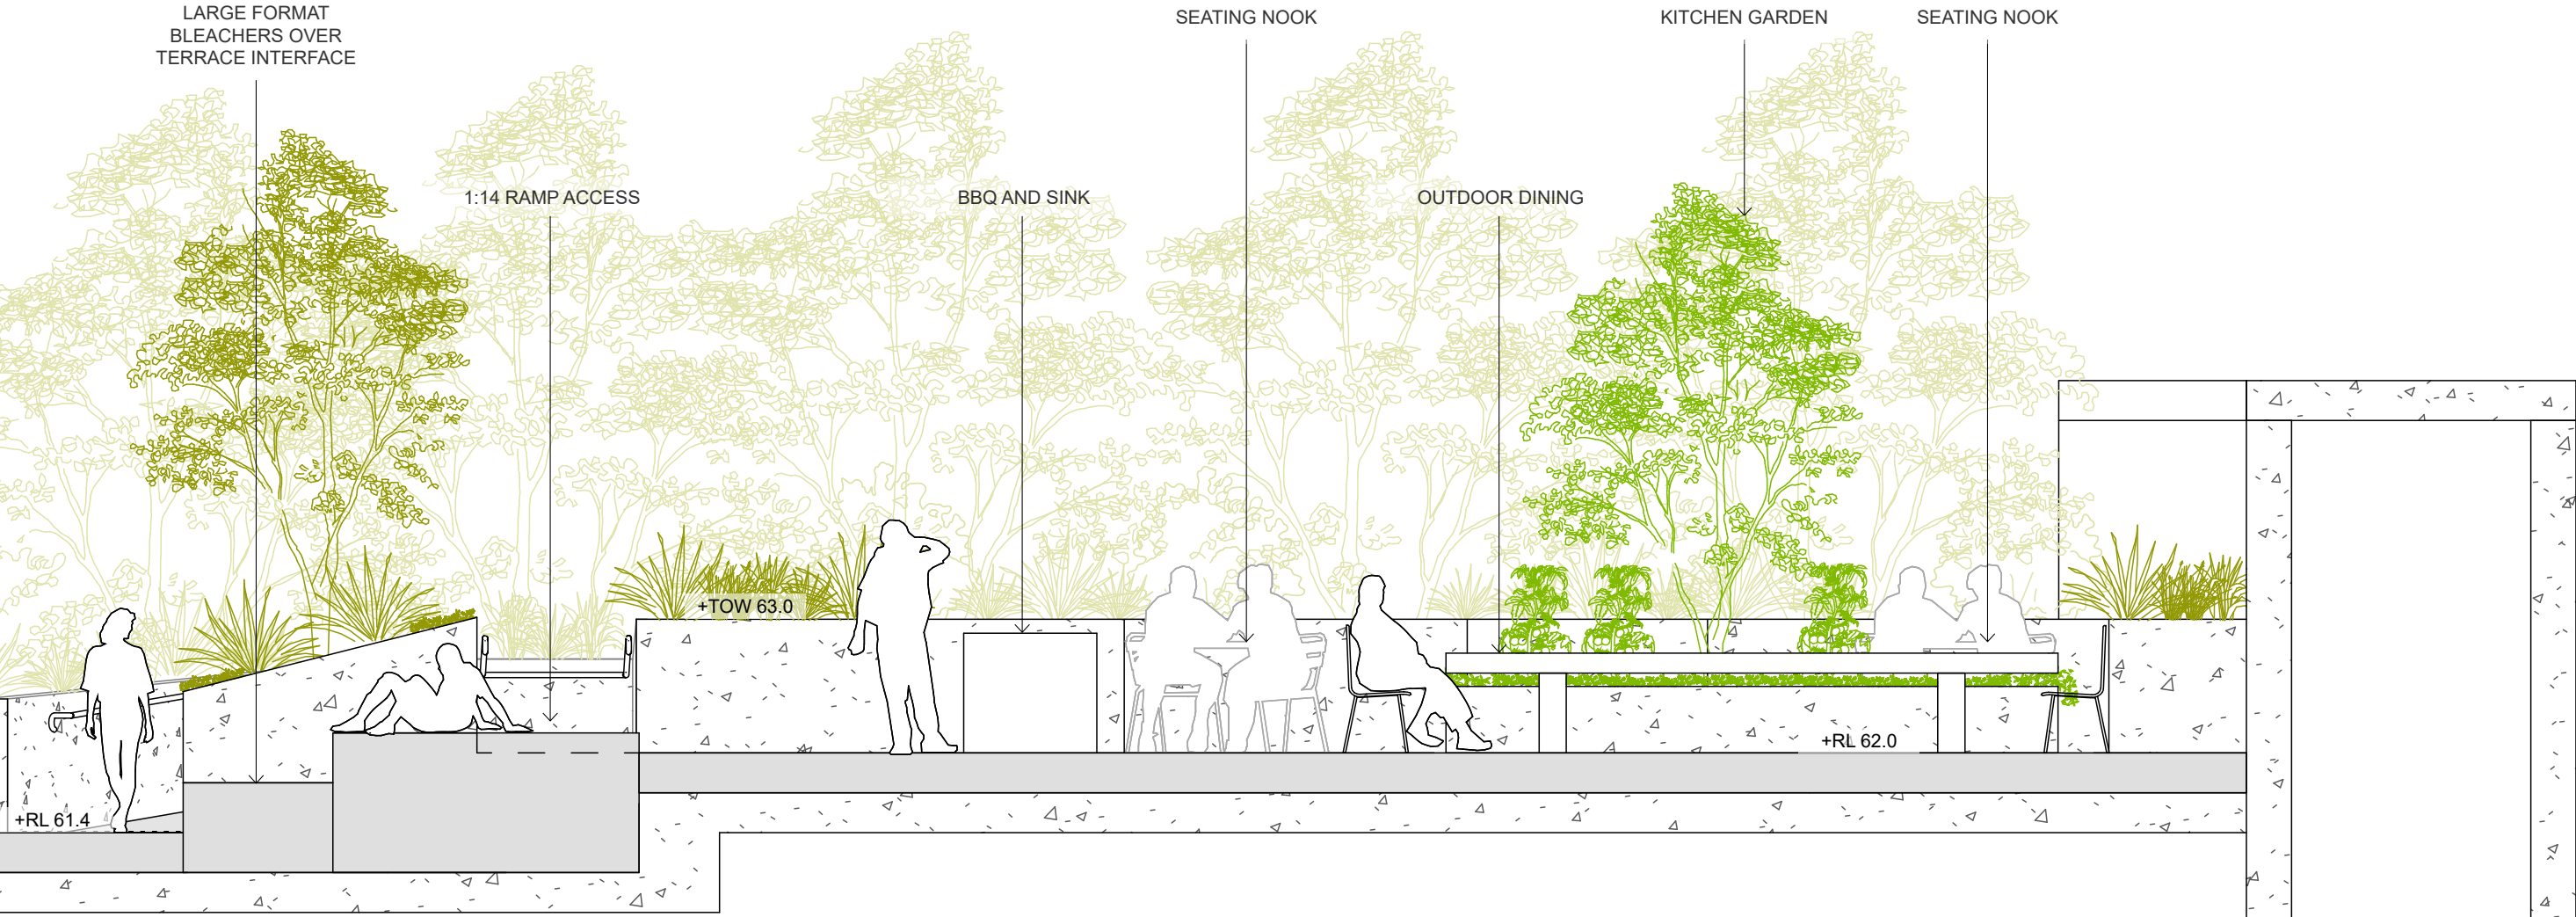 LARGE FORMAT
BLEACHERS OVER
TERRACE INTERFACE
SEATING NOOK
KITCHEN GARDEN
SEATING NOOK
1:14 RAMP ACCESS
BBQ AND SINK
OUTDOOR DINING
+TOW 63.0
+RL 62.0
+RL 61.4